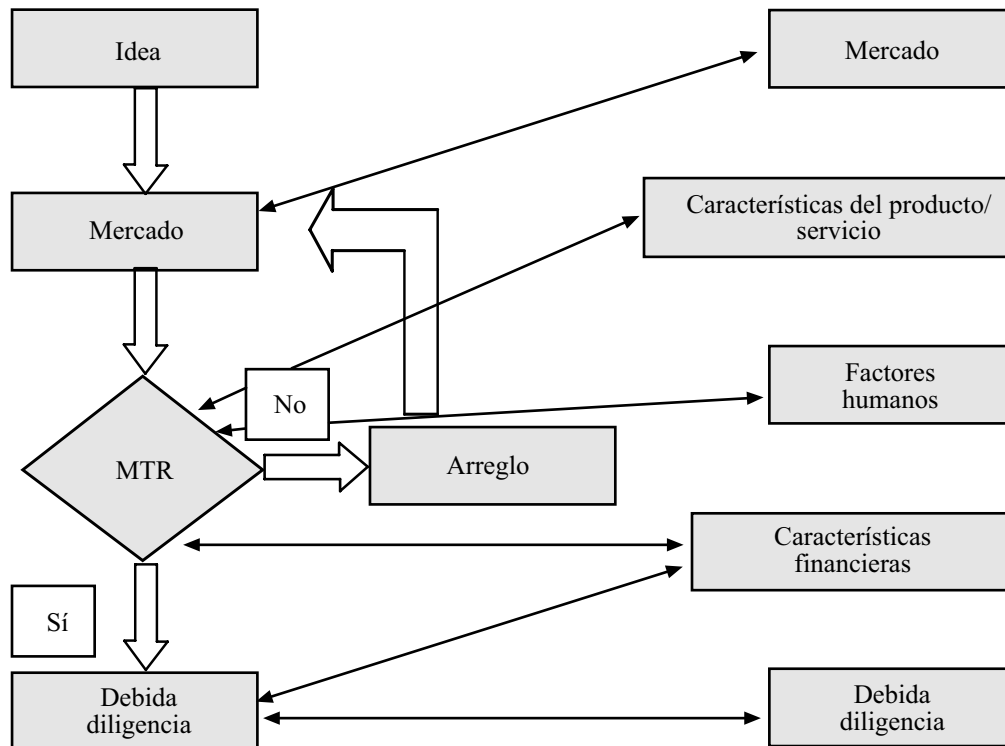 Idea
Mercado
Mercado
Características del producto/
servicio
No
Factores
humanos
MTR
Arreglo
Características
financieras
Sí
Debida
diligencia
Debida
diligencia